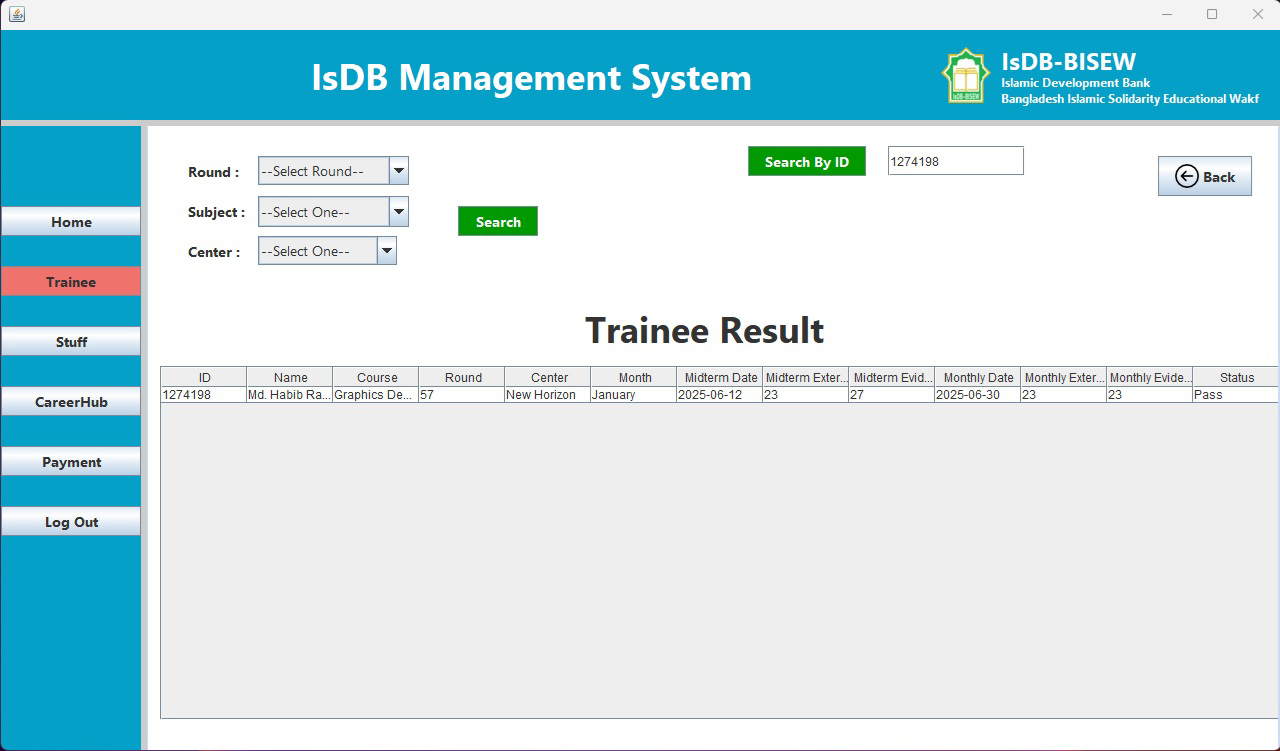 IsDB Management System
IsDB-BISEW
Islamic Development Bank
Bangladesh Islamic Solidarity Educational Wakf
IsDB-BISEW
Home
Trainee
Stuff
CareerHub
Payment
Log Out
Round : --Select Round--
Subject : --Select One--
Center : --Select One--
Search
Search By ID 1274198
Back
Trainee Result
ID Name Course Round Center Month Midterm Date Midterm Exter... Midterm Evid... Monthly Date Monthly Exter... Monthly Evide... Status
1274198 Md. Habib Ra... Graphics De... 57 New Horizon January 2025-06-12 23 27 2025-06-30 23 23 Pass